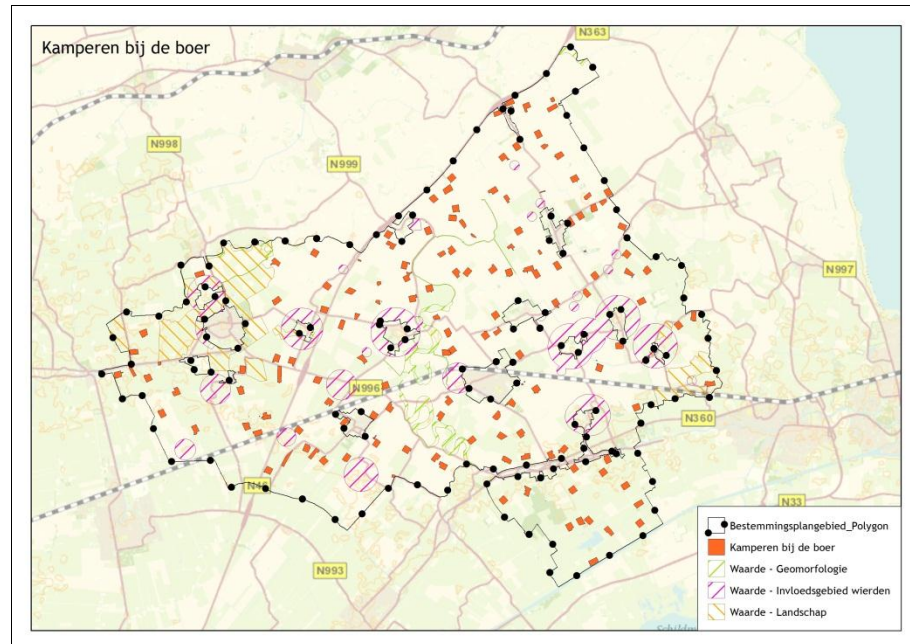 Kamperen bij de boer
N363
N998
N999
N997
N996
N360
N33
N993
Bestemmingsplangebied_Polygon
Kamperen bij de boer
Waarde - Geomorfologie
Waarde - Invloedsgebied wierden
Waarde - Landschap